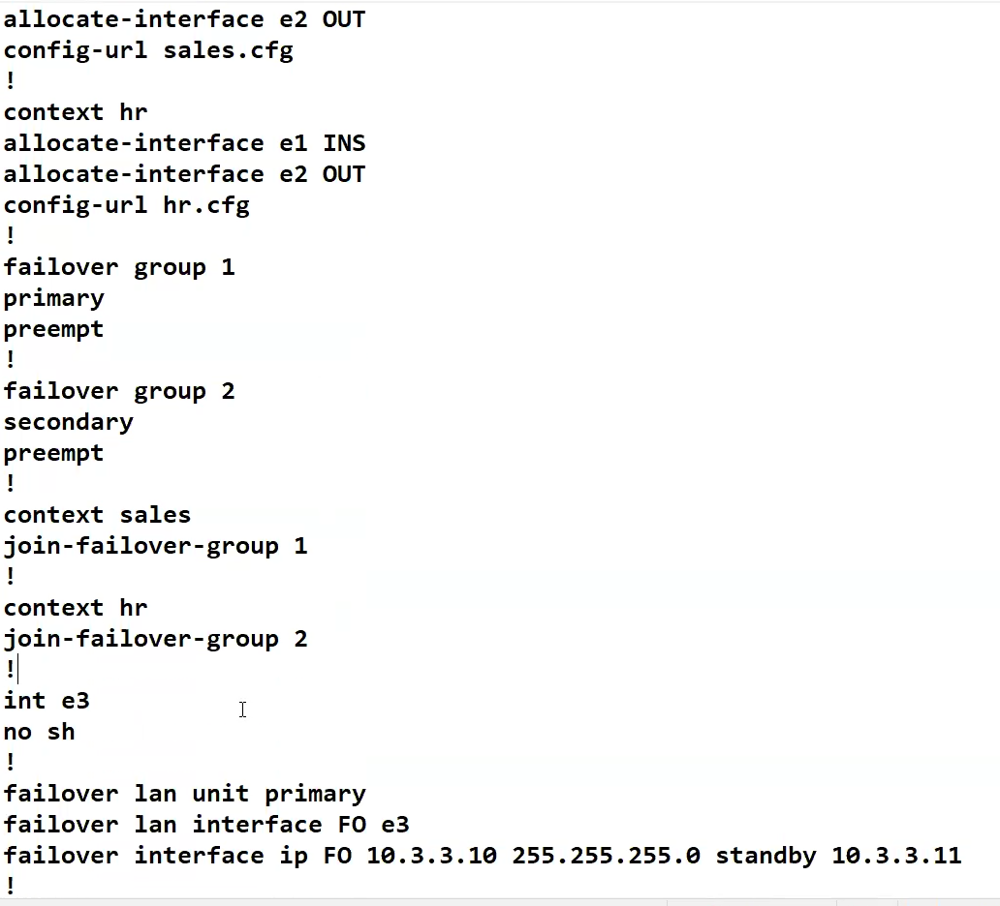 allocate-interface e2 OUT
config-url sales.cfg
!
context hr
allocate-interface e1 INS
allocate-interface e2 OUT
config-url hr.cfg
!
failover group 1
primary
preempt
!
failover group 2
secondary
preempt
!
context sales
join-failover-group 1
!
context hr
join-failover-group 2
!
int e3
no sh
!
failover lan unit primary
failover lan interface FO e3
failover interface ip FO 10.3.3.10 255.255.255.0 standby 10.3.3.11
!